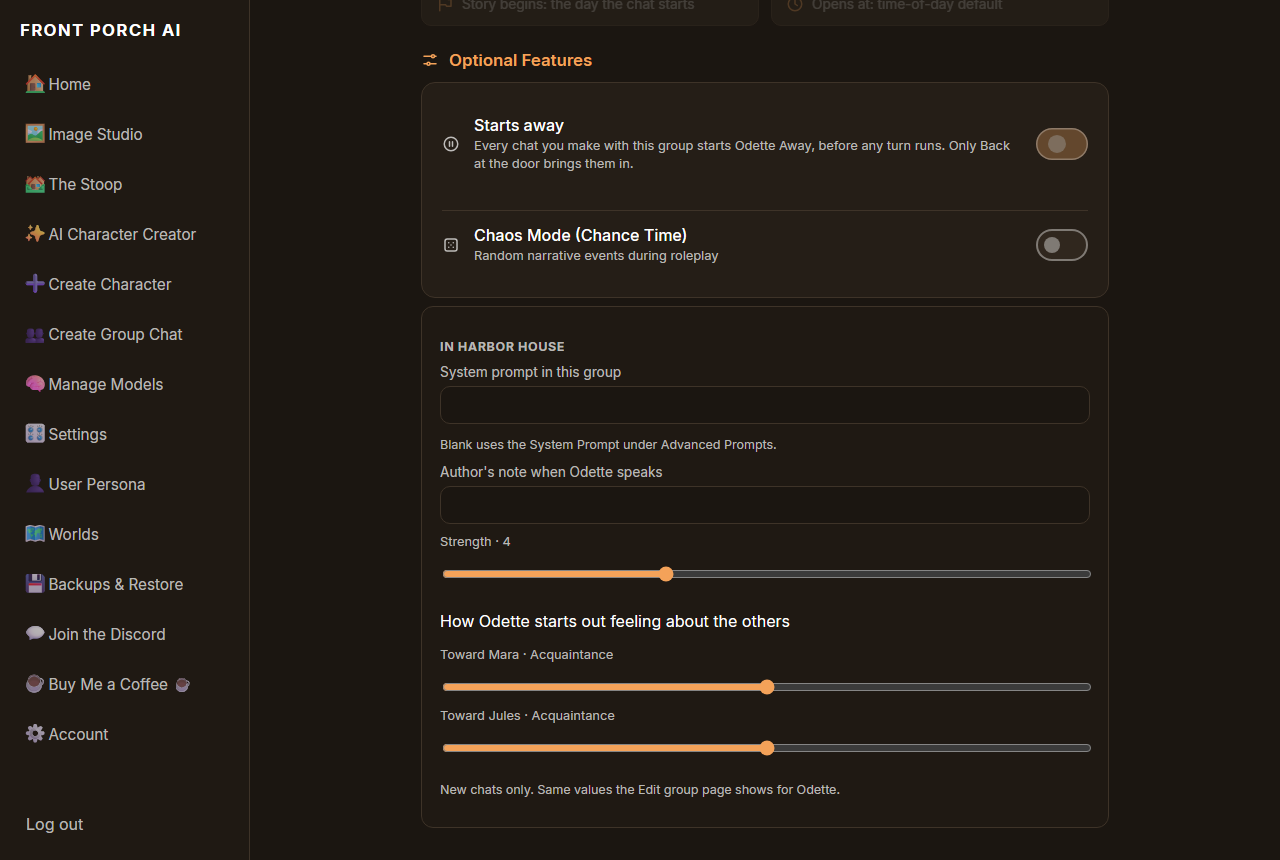 FRONT PORCH AI
Home
Image Studio
The Stoop
AI Character Creator
Create Character
Create Group Chat
Manage Models
Settings
User Persona
Worlds
Backups & Restore
Join the Discord
Buy Me a Coffee
Account
Log out
Story begins: the day the chat starts
Opens at: time-of-day default
Optional Features
Starts away
Every chat you make with this group starts Odette Away, before any turn runs. Only Back
at the door brings them in.
Chaos Mode (Chance Time)
Random narrative events during roleplay
IN HARBOR HOUSE
System prompt in this group
Blank uses the System Prompt under Advanced Prompts.
Author's note when Odette speaks
Strength · 4
How Odette starts out feeling about the others
Toward Mara · Acquaintance
Toward Jules · Acquaintance
New chats only. Same values the Edit group page shows for Odette.